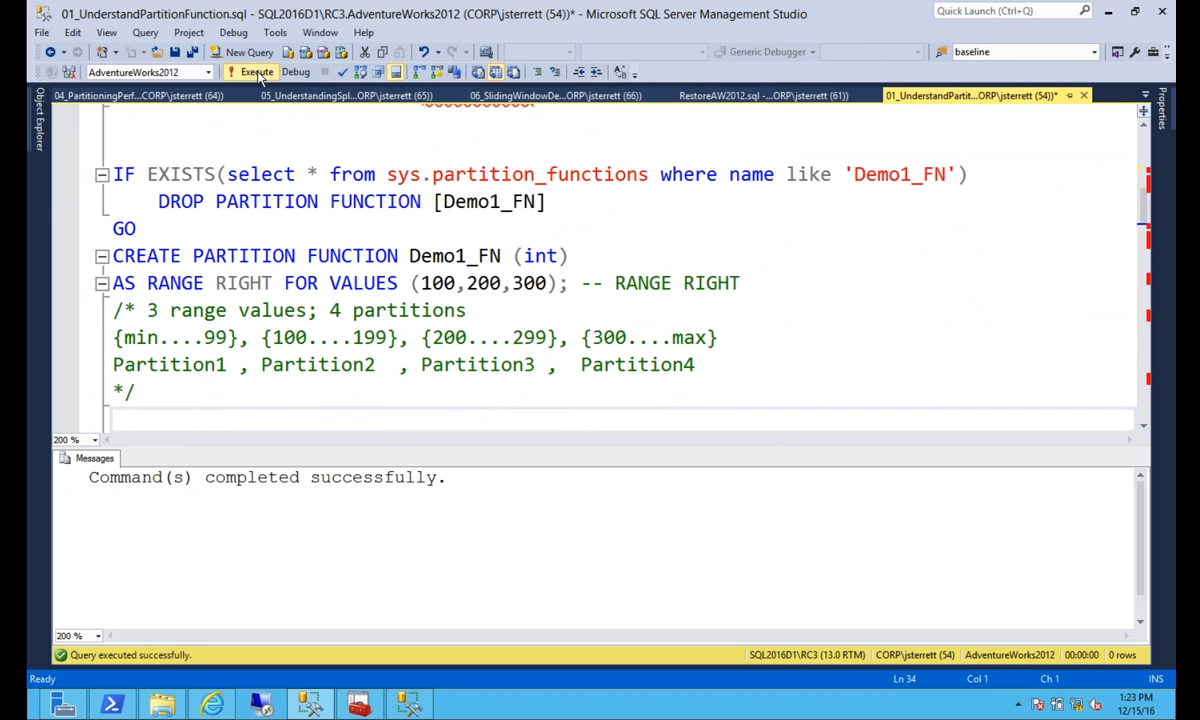 01_UnderstandPartitionFunction.sql - SQL2016D1\RC3.AdventureWorks2012 (CORP\jsterrett (54))* - Microsoft SQL Server Management Studio
Quick Launch (Ctrl+Q)
File Edit View Query Project Debug Tools Window Help
New Query
Generic Debugger
baseline
AdventureWorks2012
Execute
Debug
Object Explorer
04_PartitioningPerf...CORP\jsterrett (64))
05_UnderstandingSpl...ORP\jsterrett (65))
06_SlidingWindowDe...CORP\jsterrett (66))
RestoreAW2012.sql -...ORP\jsterrett (61))
01_UnderstandPartit...ORP\jsterrett (54))*
Properties
IF EXISTS(select * from sys.partition_functions where name like 'Demo1_FN')
DROP PARTITION FUNCTION [Demo1_FN]
GO
CREATE PARTITION FUNCTION Demo1_FN (int)
AS RANGE RIGHT FOR VALUES (100,200,300); -- RANGE RIGHT
/* 3 range values; 4 partitions
{min....99}, {100....199}, {200....299}, {300....max}
Partition1 , Partition2 , Partition3 , Partition4
*/
200 %
Messages
Command(s) completed successfully.
200 %
Query executed successfully.
SQL2016D1\RC3 (13.0 RTM)
CORP\jsterrett (54)
AdventureWorks2012
00:00:00
0 rows
Ready
Ln 34
Col 1
Ch 1
INS
1:23 PM
12/15/16